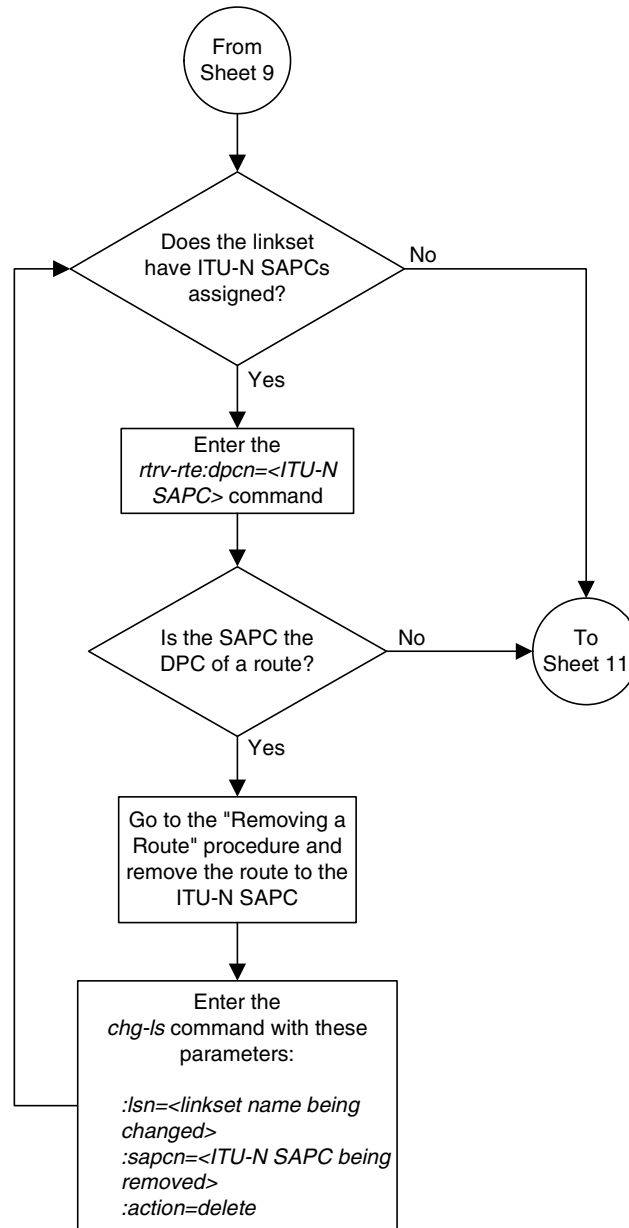 From
Sheet 9
Does the linkset
have ITU-N SAPCs
assigned?
No
Yes
Enter the
rtrv-rte:dpcn=<ITU-N
SAPC> command
Is the SAPC the
DPC of a route?
No
To
Sheet 11
Yes
Go to the "Removing a
Route" procedure and
remove the route to the
ITU-N SAPC
Enter the
chg-ls command with these
parameters:
:lsn=<linkset name being
changed>
:sapcn=<ITU-N SAPC being
removed>
:action=delete